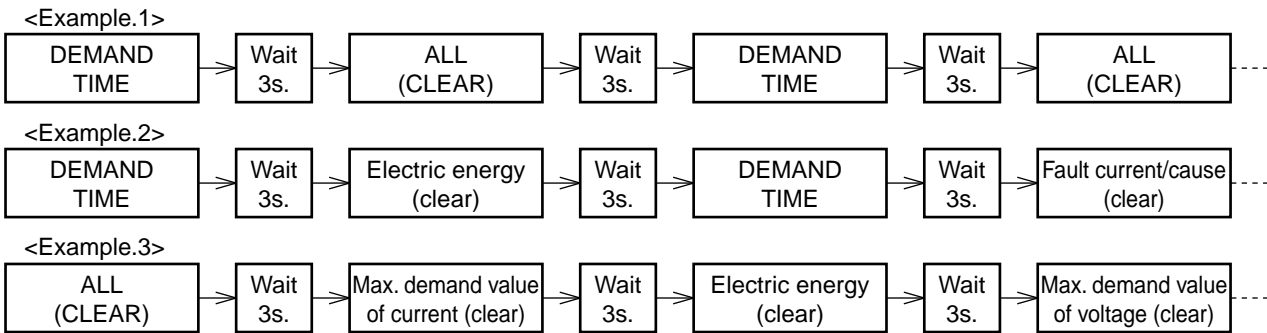 <Example.1>
DEMAND Wait ALL Wait DEMAND Wait ALL
TIME 3s. (CLEAR) 3s. TIME 3s. (CLEAR)
<Example.2>
DEMAND Wait Electric energy Wait DEMAND Wait Fault current/cause
TIME 3s. (clear) 3s. TIME 3s. (clear)
<Example.3>
ALL Wait Max. demand value Wait Electric energy Wait Max. demand value
(CLEAR) 3s. of current (clear) 3s. (clear) 3s. of voltage (clear)